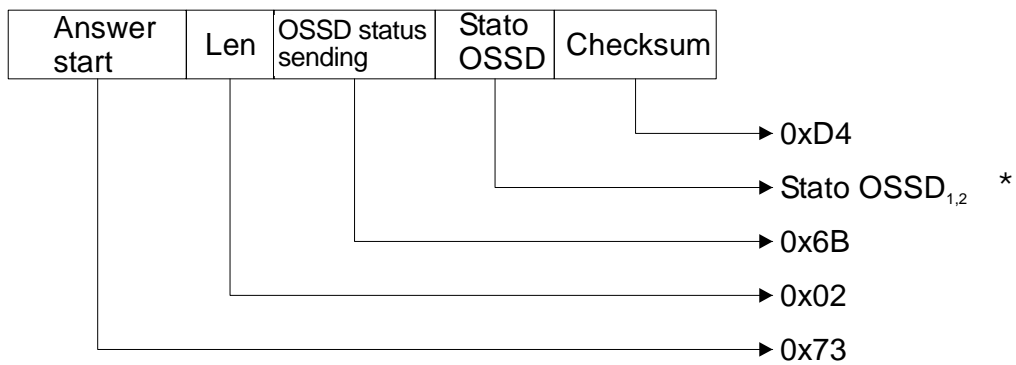 Answer start
Len
OSSD status sending
Stato OSSD
Checksum
0xD4
Stato OSSD1,2 *
0x6B
0x02
0x73